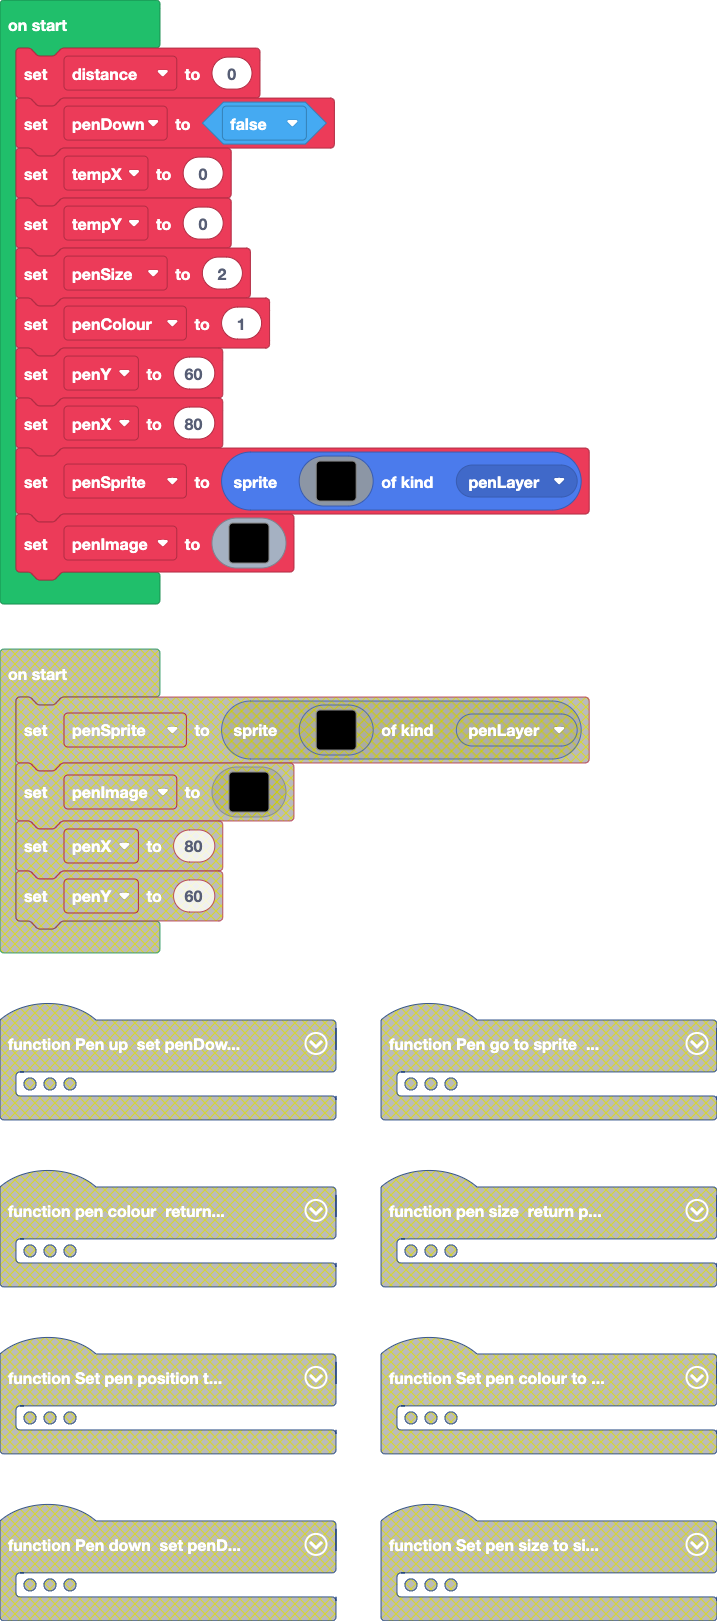 on start
set distance to 0
set penDown to false
set tempX to 0
set tempY to 0
set penSize to 2
set penColour to 1
set penY to 60
set penX to 80
set penSprite to sprite of kind penLayer
set penImage to
on start
set penSprite to sprite of kind penLayer
set penImage to
set penX to 80
set penY to 60
function Pen up set penDow...
function Pen go to sprite ...
function pen colour return...
function pen size return p...
function Set pen position t...
function Set pen colour to ...
function Pen down set penD...
function Set pen size to si...